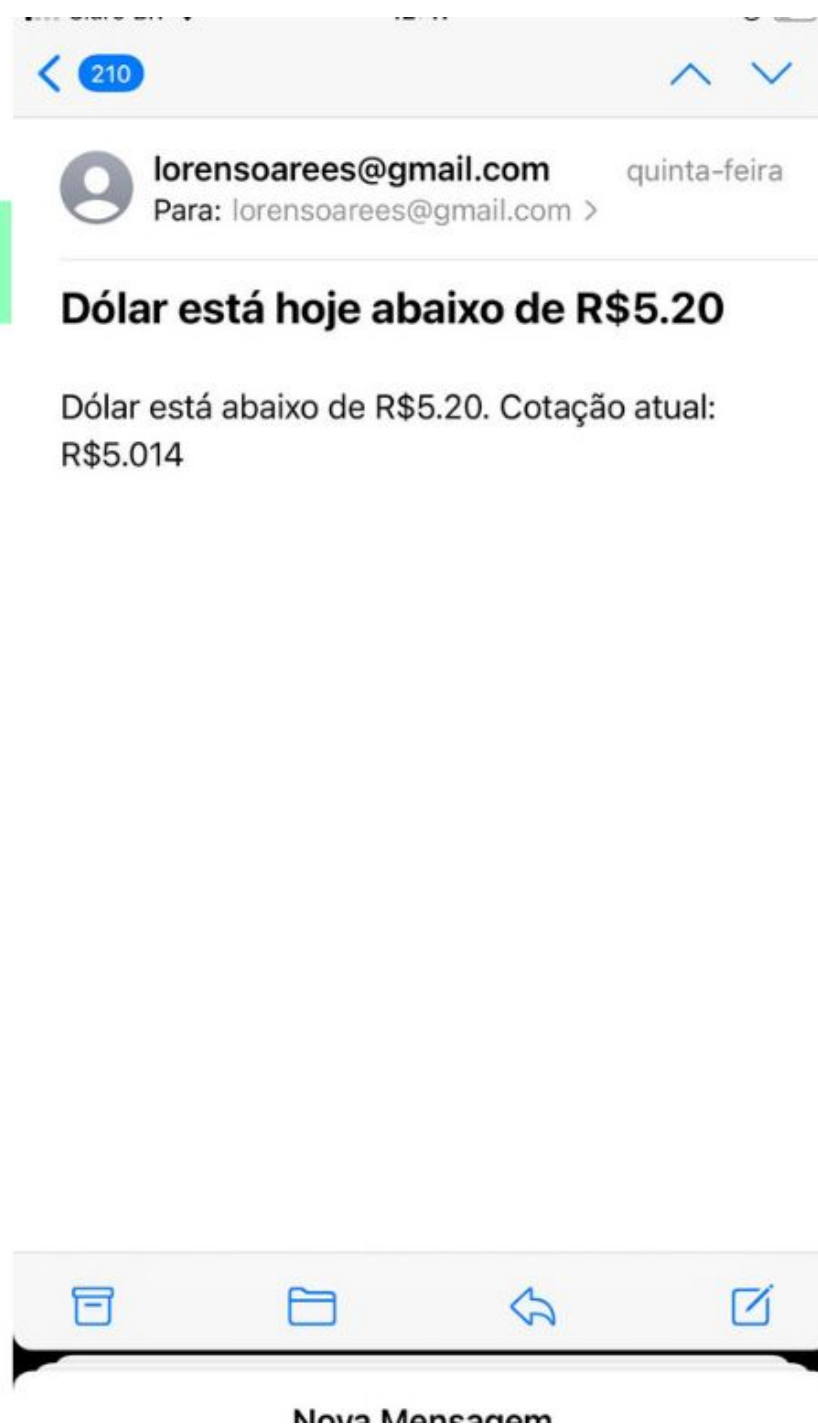 210
lorensoarees@gmail.com quinta-feira
Para: lorensoarees@gmail.com >
Dólar está hoje abaixo de R$5.20
Dólar está abaixo de R$5.20. Cotação atual:
R$5.014
Nova Mensagem